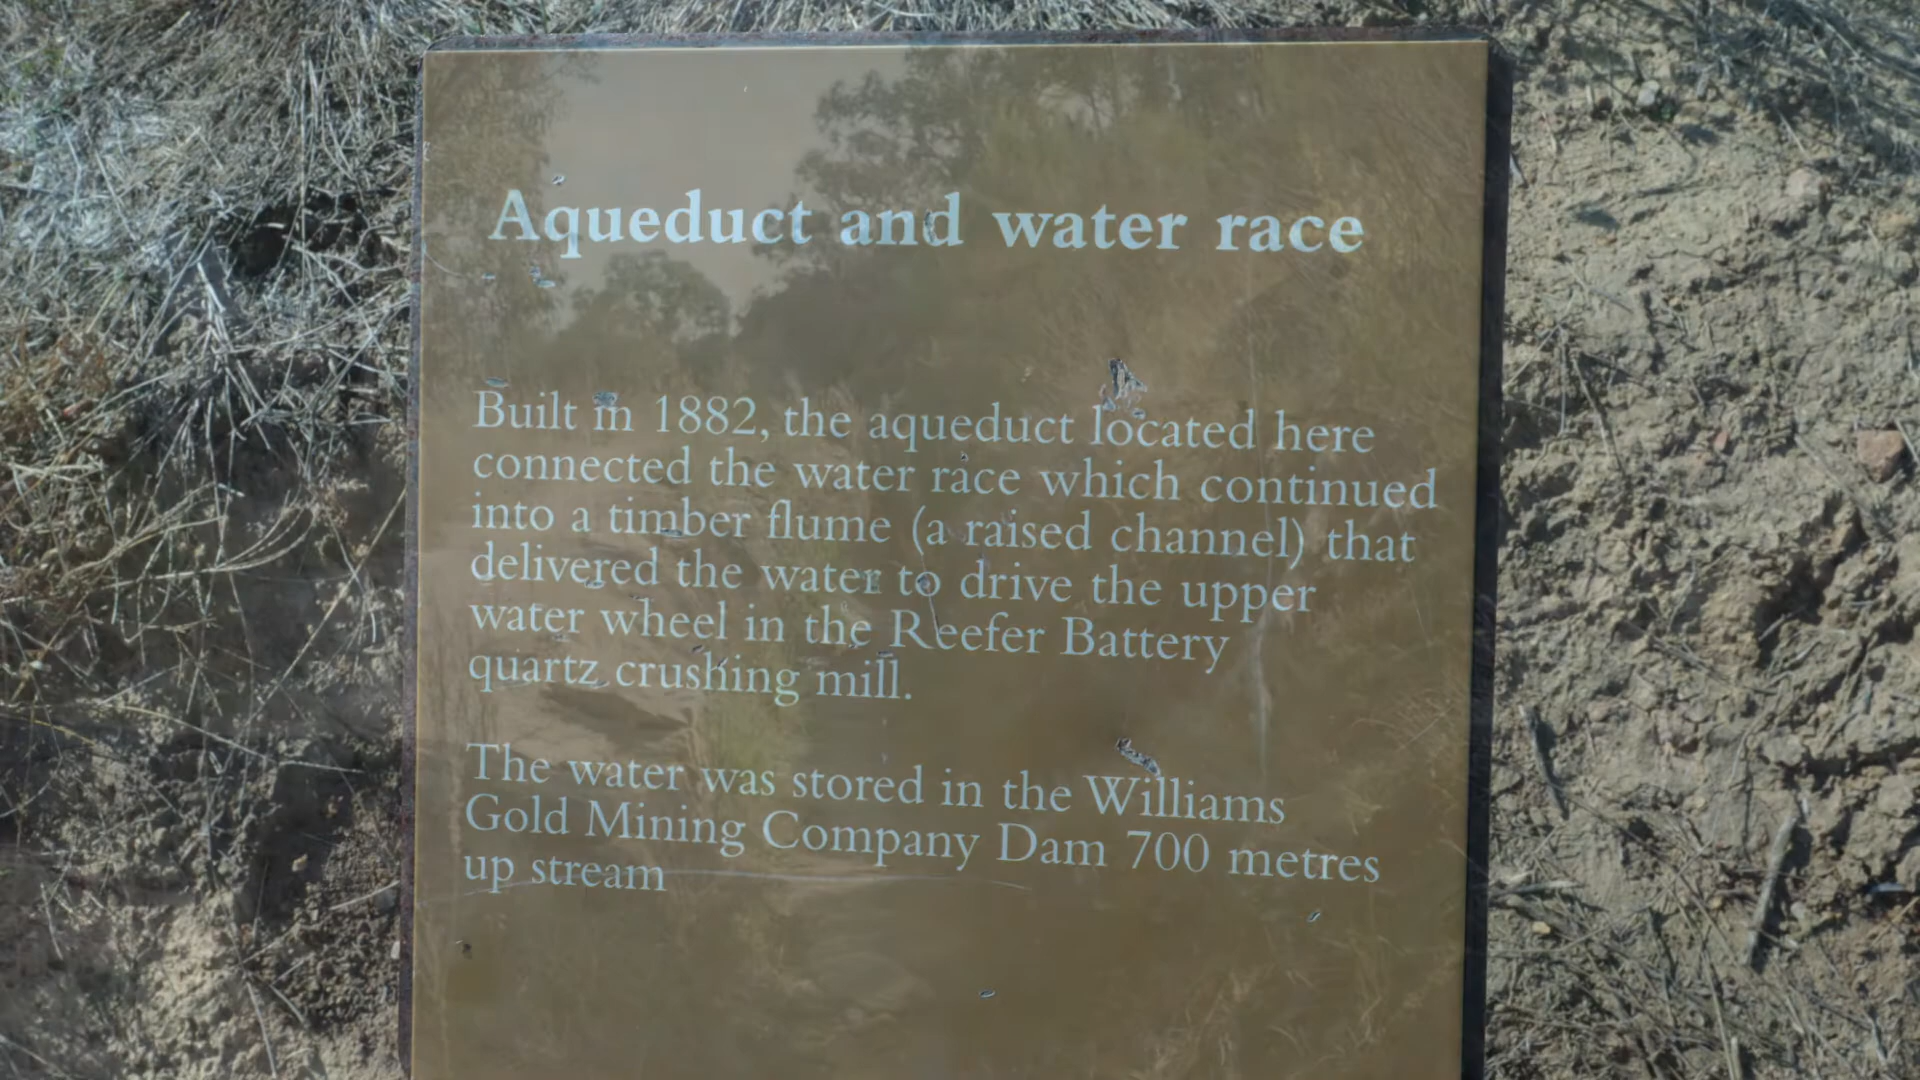 Aqueduct and water race
Built in 1882, the aqueduct located here
connected the water race which continued
into a timber flume (a raised channel) that
delivered the water to drive the upper
water wheel in the Reefer Battery
quartz crushing mill.
The water was stored in the Williams
Gold Mining Company Dam 700 metres
up stream